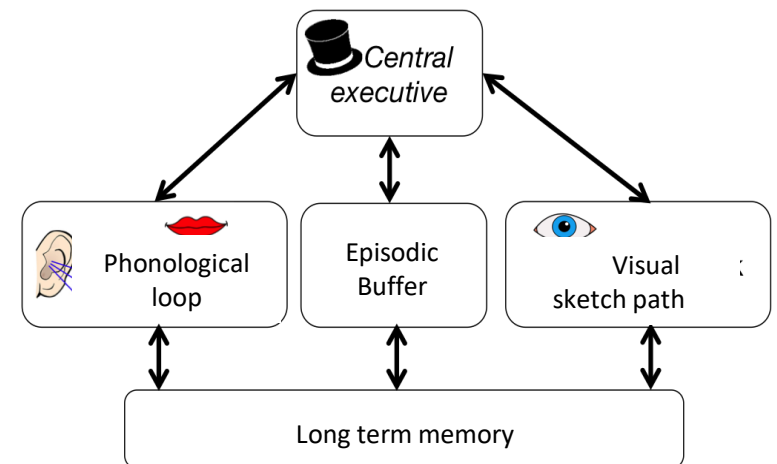 Central
executive
Phonological
loop
Episodic
Buffer
Visual
sketch path
Long term memory